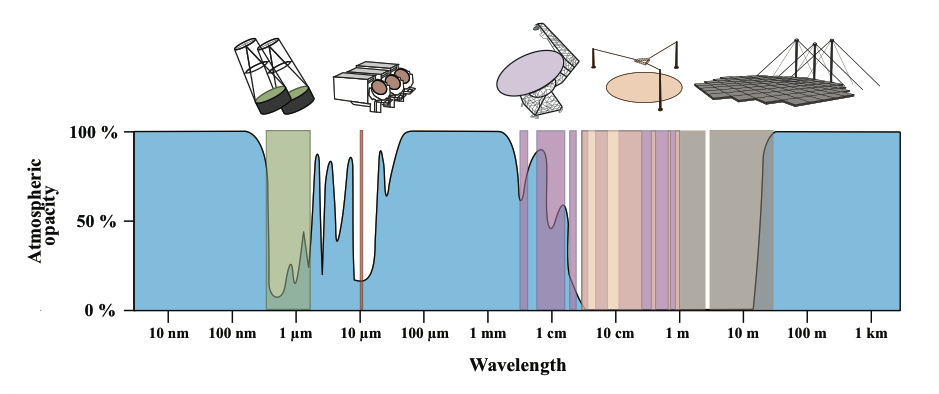 100 %
50 %
0 %
Atmospheric
opacity
10 nm 100 nm 1 µm 10 µm 100 µm 1 mm 1 cm 10 cm 1 m 10 m 100 m 1 km
Wavelength